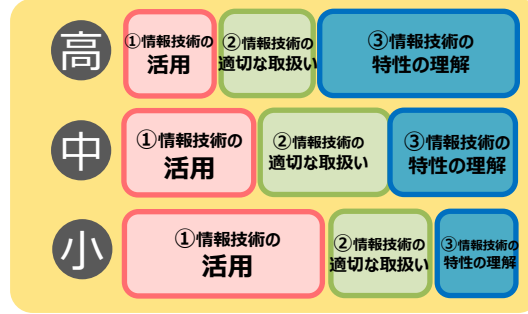 高
①情報技術の
活用
②情報技術の
適切な取扱い
③情報技術の
特性の理解
中
①情報技術の
活用
②情報技術の
適切な取扱い
③情報技術の
特性の理解
小
①情報技術の
活用
②情報技術の
適切な取扱い
③情報技術の
特性の理解